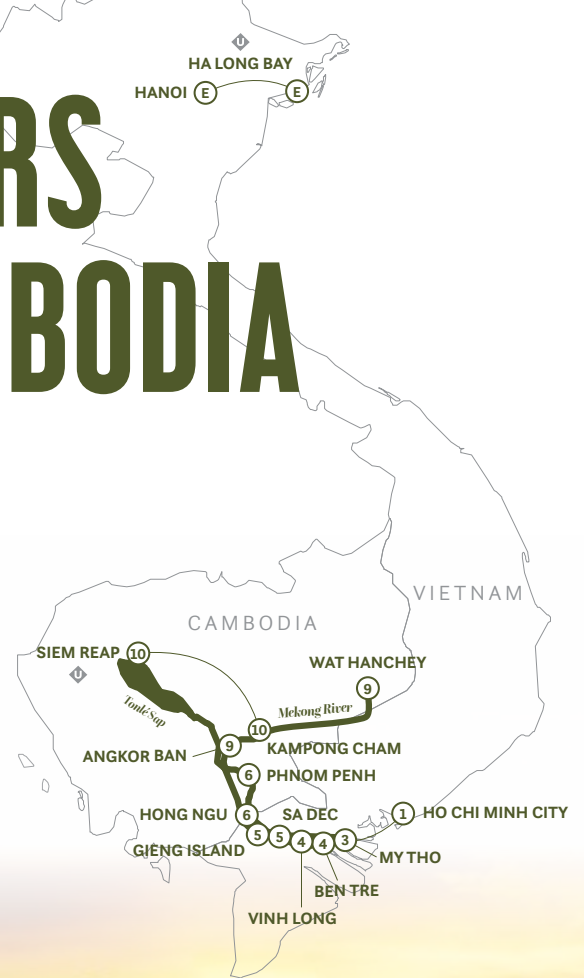 U
HA LONG BAY
HANOI E E
RS
BODIA
VIETNAM
CAMBODIA
SIEM REAP 10
U
WAT HANCHEY
9
Tonlé Sap
Mekong River
10
9
KAMPONG CHAM
ANGKOR BAN
6 PHNOM PENH
HONG NGU 6
SA DEC
1 HO CHI MINH CITY
5 5 4 4 3
GIENG ISLAND
MY THO
BEN TRE
VINH LONG